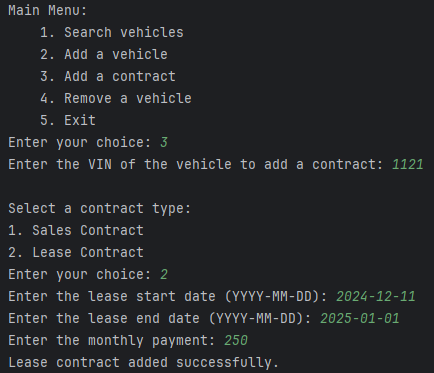 Main Menu:
1. Search vehicles
2. Add a vehicle
3. Add a contract
4. Remove a vehicle
5. Exit
Enter your choice: 3
Enter the VIN of the vehicle to add a contract: 1121
Select a contract type:
1. Sales Contract
2. Lease Contract
Enter your choice: 2
Enter the lease start date (YYYY-MM-DD): 2024-12-11
Enter the lease end date (YYYY-MM-DD): 2025-01-01
Enter the monthly payment: 250
Lease contract added successfully.